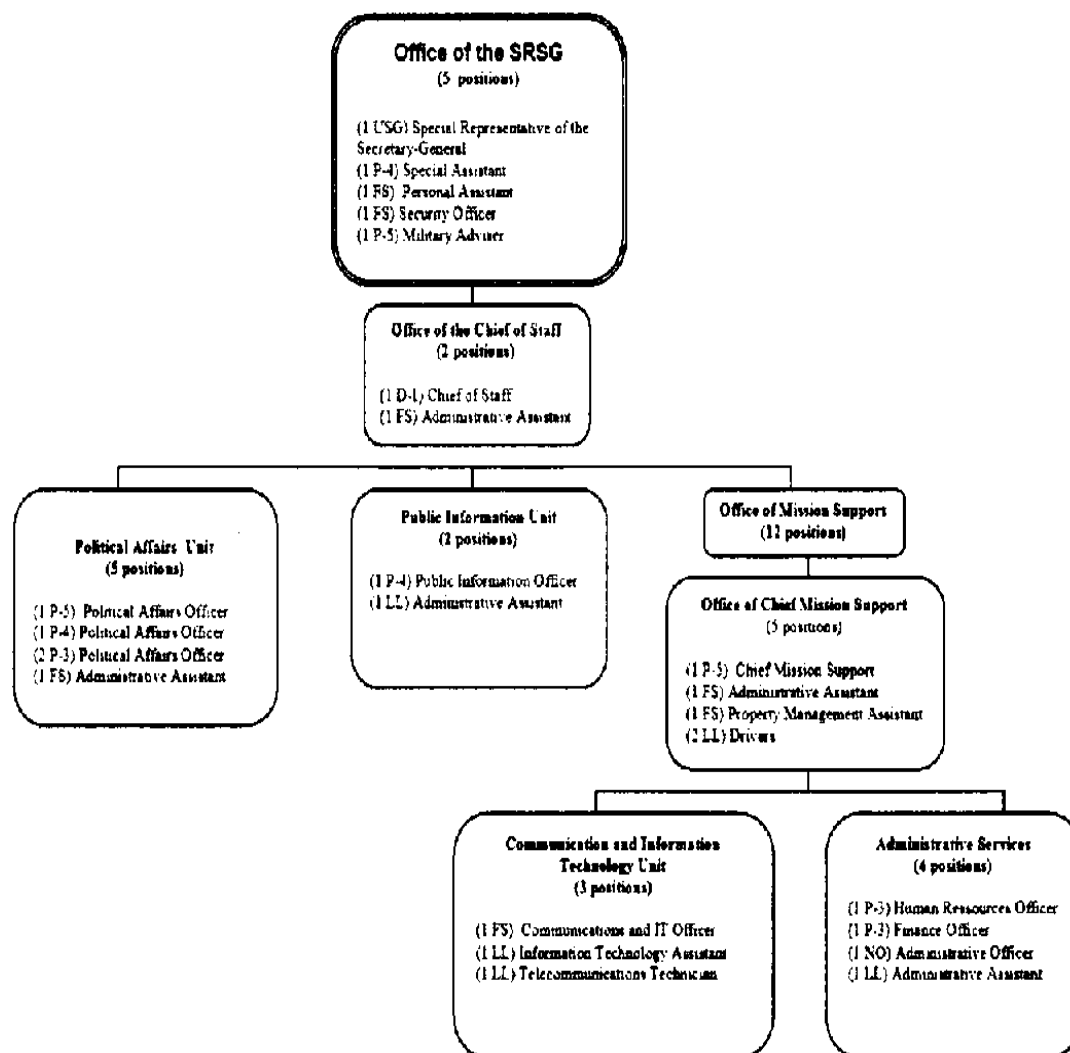 Office of the SRSG
(5 positions)
(1 USG) Special Representative of the
Secretary-General
(1 P-4) Special Assistant
(1 FS) Personal Assistant
(1 FS) Security Officer
(1 P-5) Military Adviser
Office of the Chief of Staff
(2 positions)
(1 D-1) Chief of Staff
(1 FS) Administrative Assistant
Political Affairs Unit
(5 positions)
(1 P-5) Political Affairs Officer
(1 P-4) Political Affairs Officer
(2 P-3) Political Affairs Officer
(1 FS) Administrative Assistant
Public Information Unit
(2 positions)
(1 P-4) Public Information Officer
(1 LL) Administrative Assistant
Office of Mission Support
(12 positions)
Office of Chief Mission Support
(5 positions)
(1 P-5) Chief Mission Support
(1 FS) Administrative Assistant
(1 FS) Property Management Assistant
(2 LL) Drivers
Communication and Information
Technology Unit
(3 positions)
(1 FS) Communications and IT Officer
(1 LL) Information Technology Assistant
(1 LL) Telecommunications Technician
Administrative Services
(4 positions)
(1 P-3) Human Ressources Officer
(1 P-3) Finance Officer
(1 NO) Administrative Officer
(1 LL) Administrative Assistant